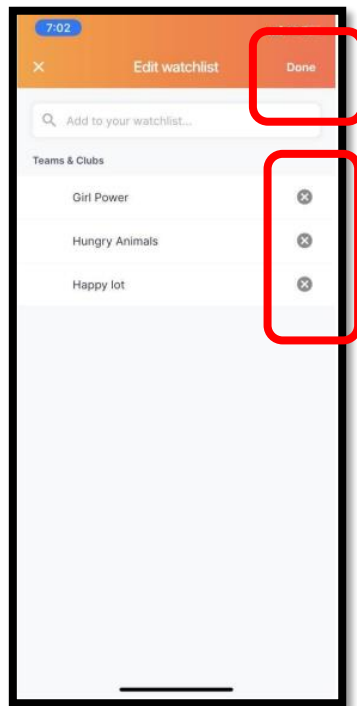 7:02
Edit watchlist Done
Add to your watchlist...
Teams & Clubs
Girl Power
Hungry Animals
Happy lot